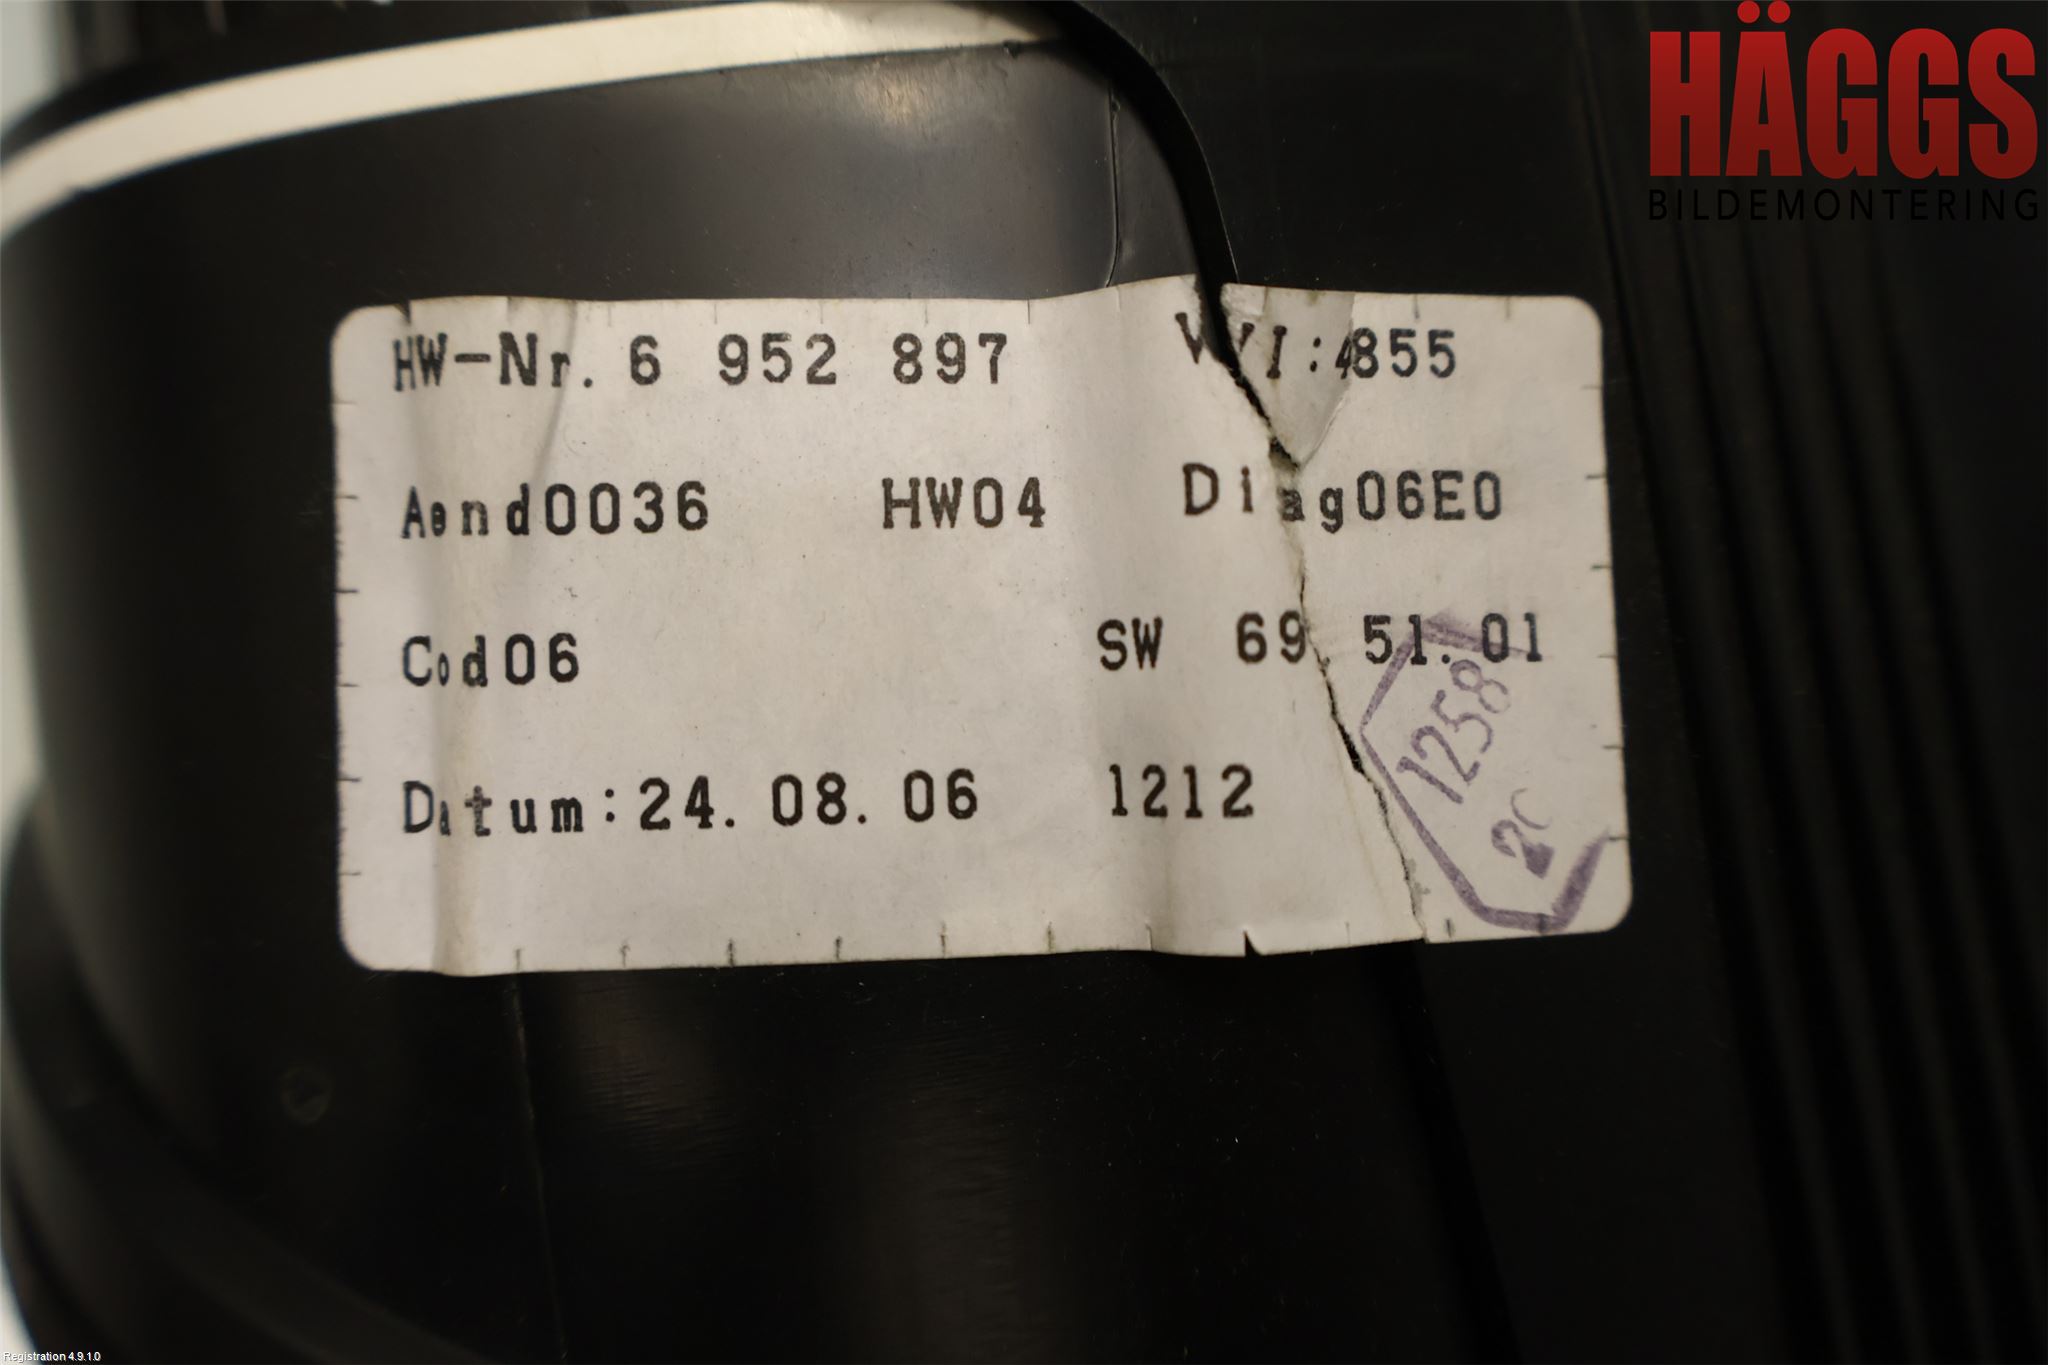 HÄGGS
BILDEMONTERING
HW-Nr. 6 952 897 VVI:4855
Aend0036 HW04 Diag06E0
Cod06 SW 69 51.01
Datum:24.08.06 1212
1258
Registration 4.9.1.0